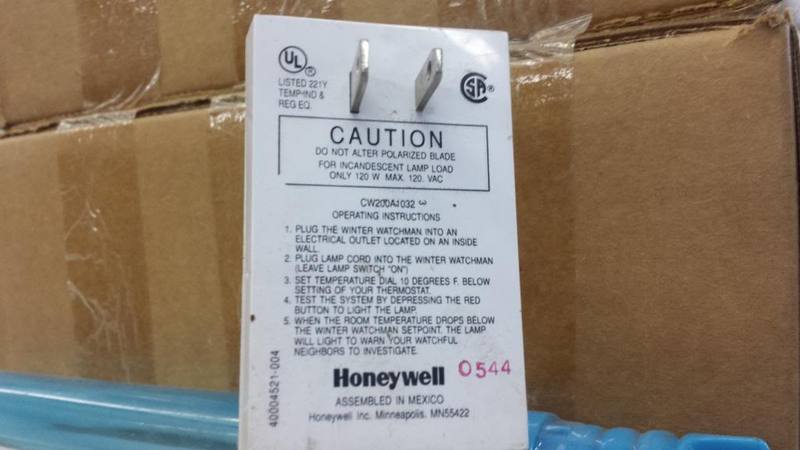 UL ®
LISTED 221Y
TEMP-IND &
REG EQ.
SA ®
CAUTION
DO NOT ALTER POLARIZED BLADE
FOR INCANDESCENT LAMP LOAD
ONLY 120 W MAX. 120. VAC
CW200A1032 3
OPERATING INSTRUCTIONS
1. PLUG THE WINTER WATCHMAN INTO AN
ELECTRICAL OUTLET LOCATED ON AN INSIDE
WALL.
2. PLUG LAMP CORD INTO THE WINTER WATCHMAN
(LEAVE LAMP SWITCH "ON")
3. SET TEMPERATURE DIAL 10 DEGREES F. BELOW
SETTING OF YOUR THERMOSTAT.
4. TEST THE SYSTEM BY DEPRESSING THE RED
BUTTON TO LIGHT THE LAMP.
5. WHEN THE ROOM TEMPERATURE DROPS BELOW
THE WINTER WATCHMAN SETPOINT. THE LAMP
WILL LIGHT TO WARN YOUR WATCHFUL
NEIGHBORS TO INVESTIGATE.
40004521-004
Honeywell 0544
ASSEMBLED IN MEXICO
Honeywell Inc. Minneapolis. MN55422